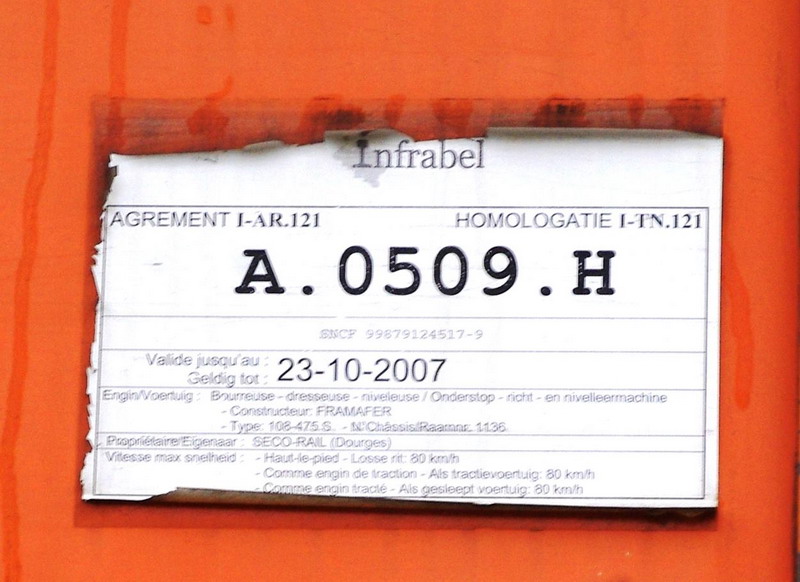 Infrabel
AGREMENT I-AR.121 HOMOLOGATIE I-TN.121
A.0509.H
SNCF 99879124517-9
Valide jusqu'au :
Geldig tot : 23-10-2007
Engin/Voertuig : Bourreuse - dresseuse - niveleuse / Onderstop - richt - en nivelleermachine
- Constructeur: FRAMAFER
- Type: 108-475.S. - N°Châssis/Raamnr. 1136.
Propriétaire/Eigenaar : SECO-RAIL (Dourges)
Vitesse max snelheid : - Haut-le-pied - Losse rit: 80 km/h
- Comme engin de traction - Als tractievoertuig: 80 km/h
- Comme engin tracté - Als gesleept voertuig: 80 km/h